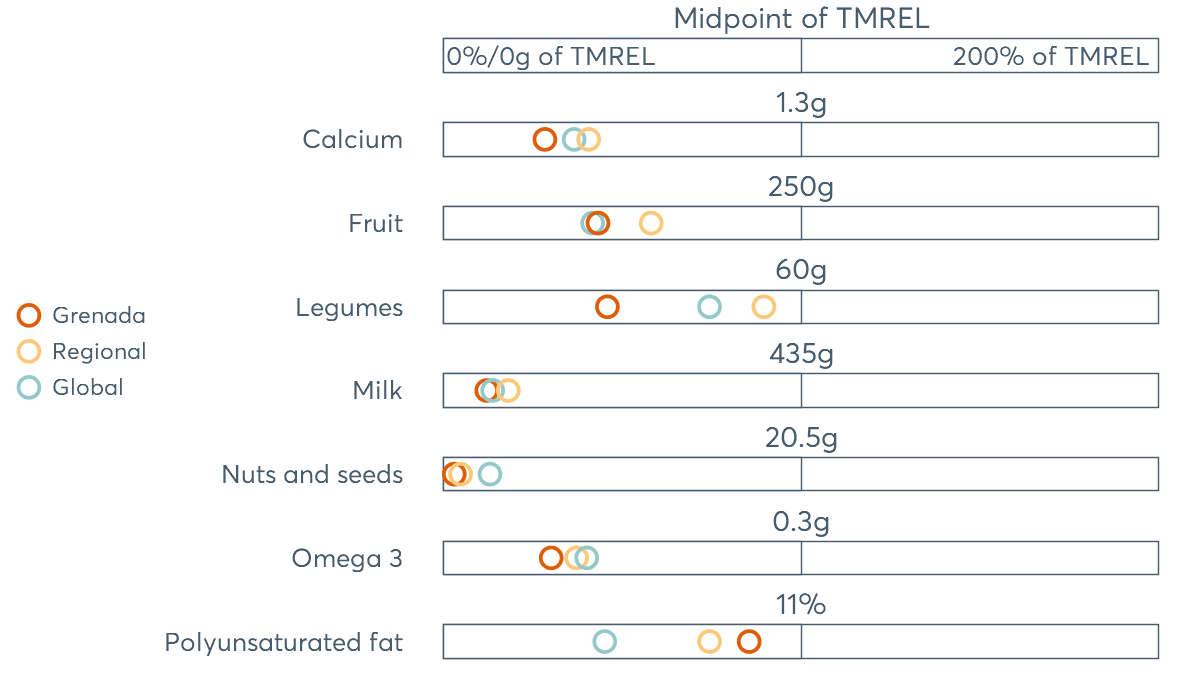 Midpoint of TMREL
0%/0g of TMREL
200% of TMREL
1.3g
Calcium
250g
Fruit
60g
Legumes
435g
Milk
20.5g
Nuts and seeds
0.3g
Omega 3
11%
Polyunsaturated fat
Grenada
Regional
Global